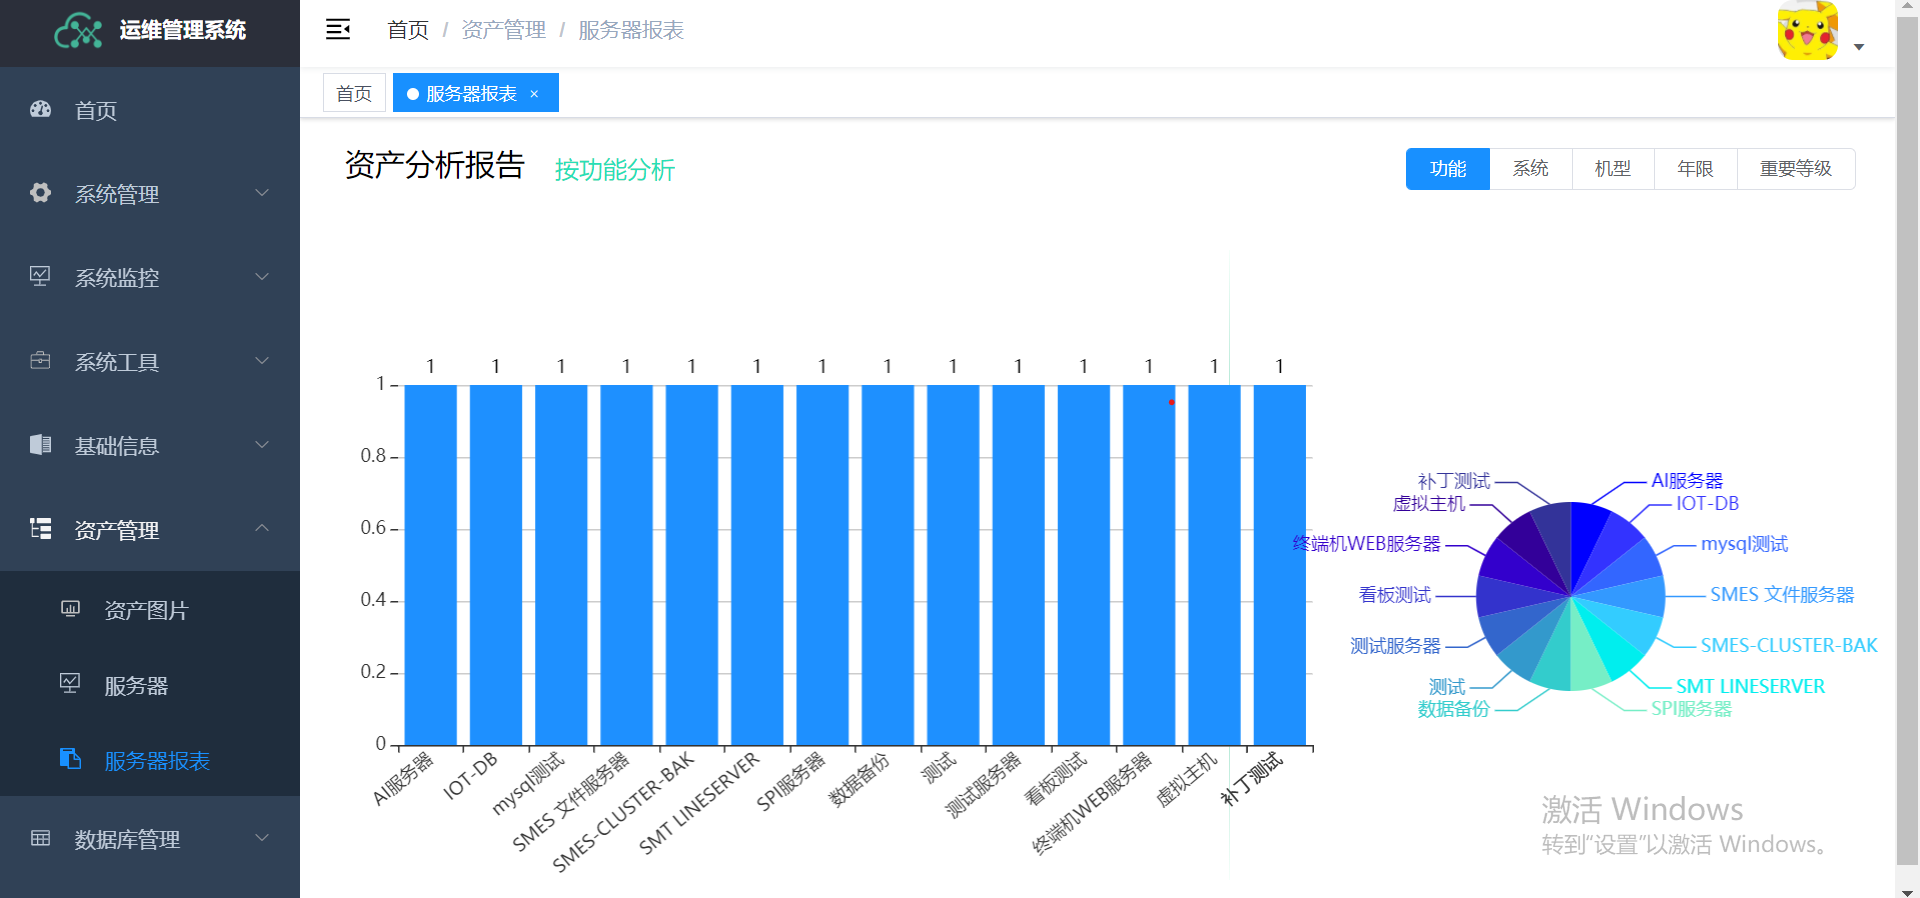 运维管理系统
首页 / 资产管理 / 服务器报表
首页
服务器报表 ×
首页
系统管理
系统监控
系统工具
基础信息
资产管理
资产图片
服务器
服务器报表
数据库管理
资产分析报告 按功能分析
功能 系统 机型 年限 重要等级
1 1 1 1 1 1 1 1 1 1 1 1 1 1
1
0.8
0.6
0.4
0.2
0
AI服务器
IOT-DB
mysql测试
SMES 文件服务器
SMES-CLUSTER-BAK
SMT LINESERVER
SPI服务器
数据备份
测试
测试服务器
看板测试
终端机WEB服务器
虚拟主机
补丁测试
AI服务器
IOT-DB
mysql测试
SMES 文件服务器
SMES-CLUSTER-BAK
SMT LINESERVER
SPI服务器
数据备份
测试
测试服务器
看板测试
终端机WEB服务器
虚拟主机
补丁测试
激活 Windows
转到“设置”以激活 Windows。